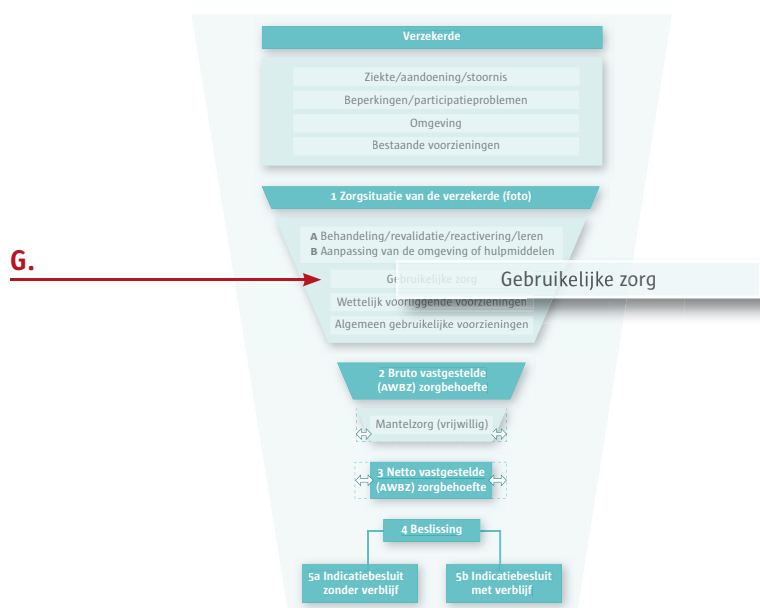 Verzekerde
Ziekte/aandoening/stoornis
Beperkingen/participatieproblemen
Omgeving
Bestaande voorzieningen
1 Zorgsituatie van de verzekerde (foto)
A Behandeling/revalidatie/reactivering/leren
B Aanpassing van de omgeving of hulpmiddelen
G.
Gebruikelijke zorg
Gebruikelijke zorg
Wettelijk voorliggende voorzieningen
Algemeen gebruikelijke voorzieningen
2 Bruto vastgestelde
(AWBZ) zorgbehoefte
Mantelzorg (vrijwillig)
3 Netto vastgestelde
(AWBZ) zorgbehoefte
4 Beslissing
5a Indicatiebesluit
zonder verblijf
5b Indicatiebesluit
met verblijf